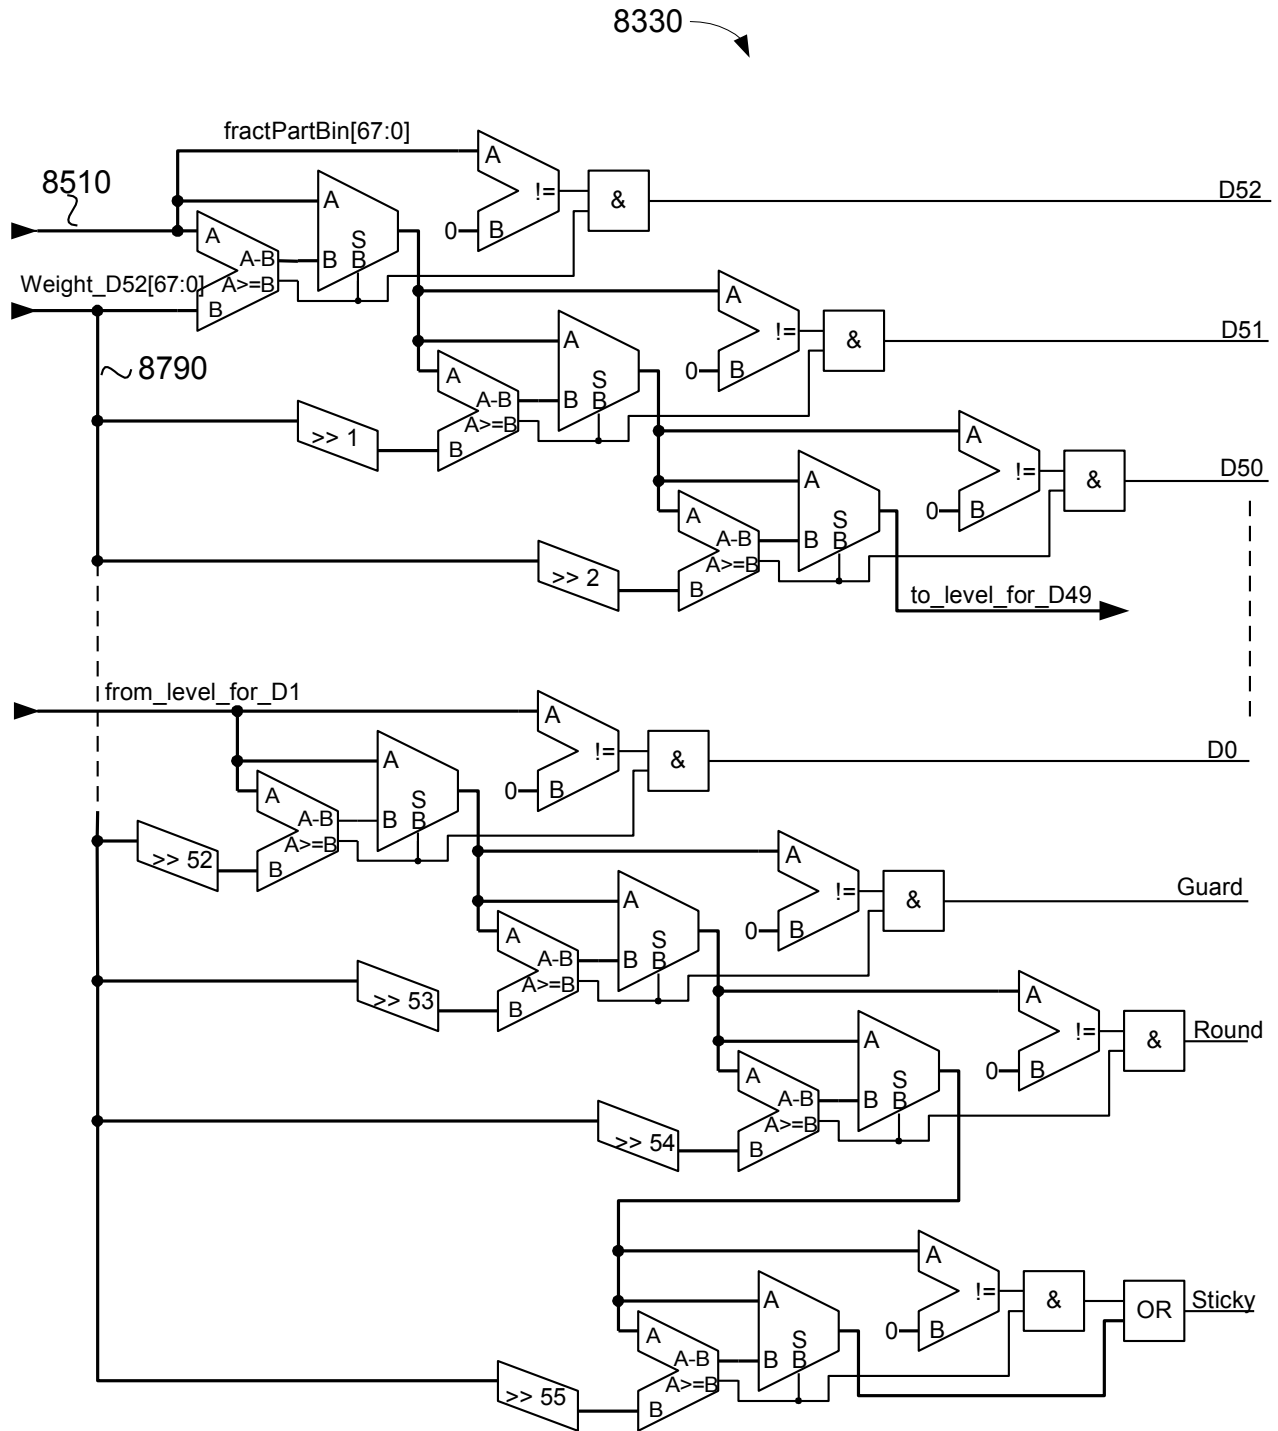 8330
fractPartBin[67:0]
A
!=
0
B
&
D52
8510
A
S
B
B
A
A-B
A>=B
B
Weight_D52[67:0]
8790
A
!=
0
B
&
D51
A
S
B
B
A
A-B
A>=B
B
>> 1
A
!=
0
B
&
D50
A
S
B
B
A
A-B
A>=B
B
>> 2
to_level_for_D49
from_level_for_D1
A
!=
0
B
&
D0
A
S
B
B
A
A-B
A>=B
B
>> 52
A
!=
0
B
&
Guard
A
S
B
B
A
A-B
A>=B
B
>> 53
A
!=
0
B
&
Round
A
S
B
B
A
A-B
A>=B
B
>> 54
A
!=
0
B
&
OR
Sticky
A
S
B
B
A
A-B
A>=B
B
>> 55